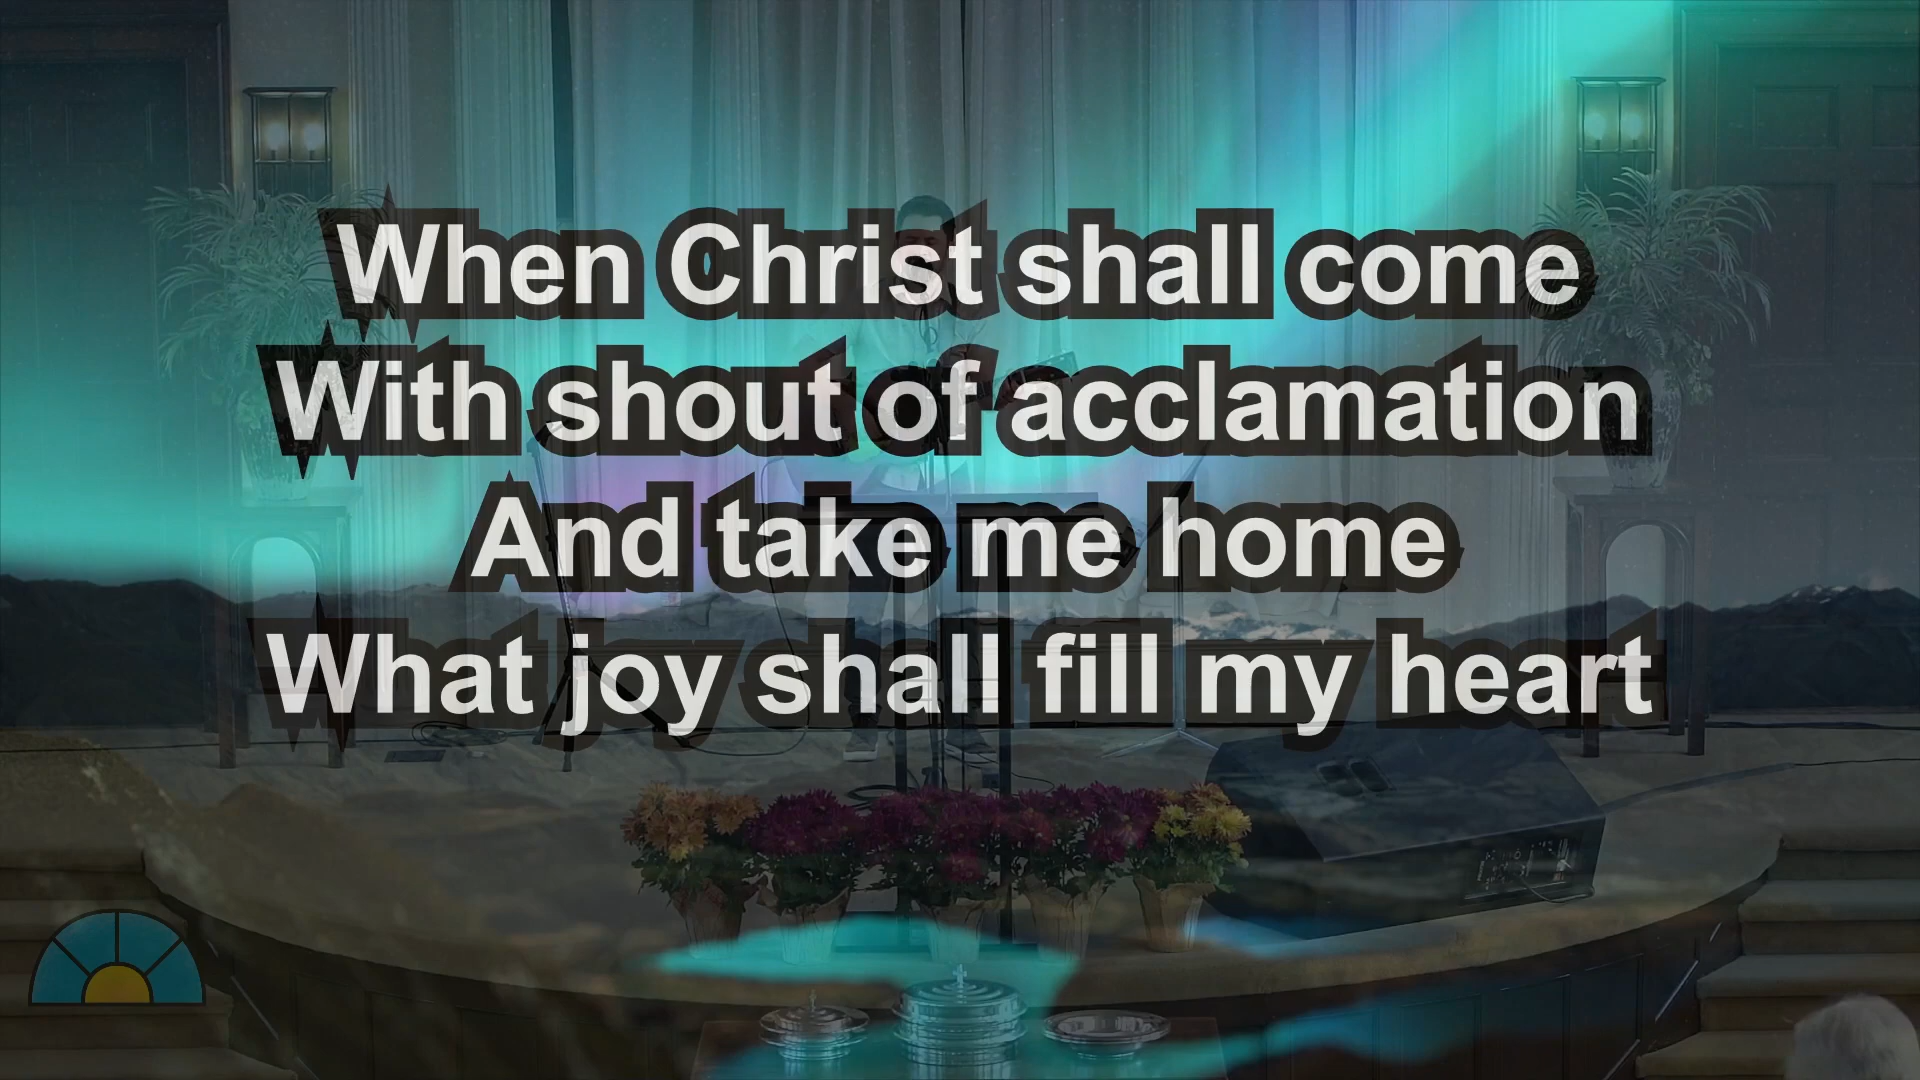 When Christ shall come
With shout of acclamation
And take me home
What joy shall fill my heart